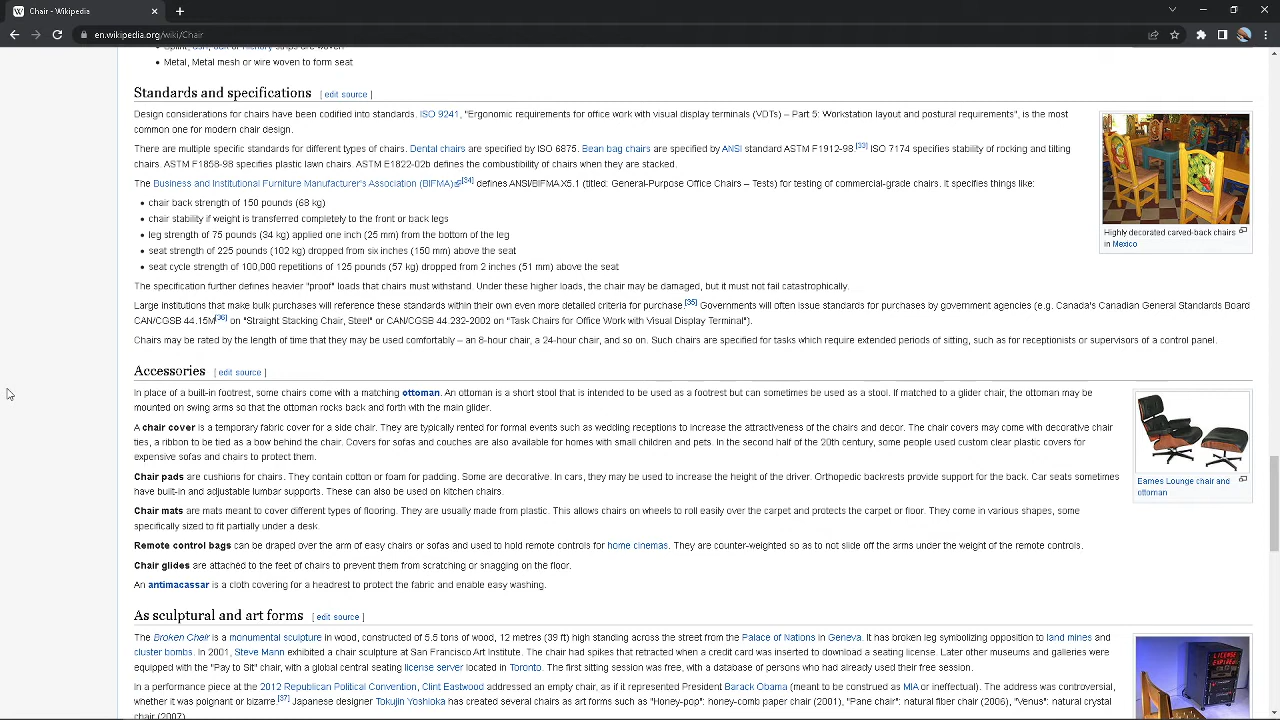 Chair - Wikipedia
en.wikipedia.org/wiki/Chair
Splint, ash, oak or hickory strips are woven
Metal, Metal mesh or wire woven to form seat
Standards and specifications [ edit source ]
Design considerations for chairs have been codified into standards. ISO 9241, "Ergonomic requirements for office work with visual display terminals (VDTs) – Part 5: Workstation layout and postural requirements", is the most
common one for modern chair design.
There are multiple specific standards for different types of chairs. Dental chairs are specified by ISO 6875. Bean bag chairs are specified by ANSI standard ASTM F1912-98.[33] ISO 7174 specifies stability of rocking and tilting
chairs. ASTM F1858-98 specifies plastic lawn chairs. ASTM E1822-02b defines the combustibility of chairs when they are stacked.
The Business and Institutional Furniture Manufacturer's Association (BIFMA)[34] defines ANSI/BIFMA X5.1 (titled: General-Purpose Office Chairs – Tests) for testing of commercial-grade chairs. It specifies things like:
• chair back strength of 150 pounds (68 kg)
• chair stability if weight is transferred completely to the front or back legs
• leg strength of 75 pounds (34 kg) applied one inch (25 mm) from the bottom of the leg
• seat strength of 225 pounds (102 kg) dropped from six inches (150 mm) above the seat
• seat cycle strength of 100,000 repetitions of 125 pounds (57 kg) dropped from 2 inches (51 mm) above the seat
The specification further defines heavier "proof" loads that chairs must withstand. Under these higher loads, the chair may be damaged, but it must not fail catastrophically.
Large institutions that make bulk purchases will reference these standards within their own even more detailed criteria for purchase.[35] Governments will often issue standards for purchases by government agencies (e.g. Canada's Canadian General Standards Board
CAN/CGSB 44.15M[36] on "Straight Stacking Chair, Steel" or CAN/CGSB 44.232-2002 on "Task Chairs for Office Work with Visual Display Terminal").
Chairs may be rated by the length of time that they may be used comfortably – an 8-hour chair, a 24-hour chair, and so on. Such chairs are specified for tasks which require extended periods of sitting, such as for receptionists or supervisors of a control panel.
Highly decorated carved-back chairs
in Mexico
Accessories [ edit source ]
In place of a built-in footrest, some chairs come with a matching ottoman. An ottoman is a short stool that is intended to be used as a footrest but can sometimes be used as a stool. If matched to a glider chair, the ottoman may be
mounted on swing arms so that the ottoman rocks back and forth with the main glider.
A chair cover is a temporary fabric cover for a side chair. They are typically rented for formal events such as wedding receptions to increase the attractiveness of the chairs and decor. The chair covers may come with decorative chair
ties, a ribbon to be tied as a bow behind the chair. Covers for sofas and couches are also available for homes with small children and pets. In the second half of the 20th century, some people used custom clear plastic covers for
expensive sofas and chairs to protect them.
Chair pads are cushions for chairs. They contain cotton or foam for padding. Some are decorative. In cars, they may be used to increase the height of the driver. Orthopedic backrests provide support for the back. Car seats sometimes
have built-in and adjustable lumbar supports. These can also be used on kitchen chairs.
Chair mats are mats meant to cover different types of flooring. They are usually made from plastic. This allows chairs on wheels to roll easily over the carpet and protects the carpet or floor. They come in various shapes, some
specifically sized to fit partially under a desk.
Remote control bags can be draped over the arm of easy chairs or sofas and used to hold remote controls for home cinemas. They are counter-weighted so as to not slide off the arms under the weight of the remote controls.
Chair glides are attached to the feet of chairs to prevent them from scratching or snagging on the floor.
An antimacassar is a cloth covering for a headrest to protect the fabric and enable easy washing.
Eames Lounge chair and
ottoman
As sculptural and art forms [ edit source ]
The Broken Chair is a monumental sculpture in wood, constructed of 5.5 tons of wood, 12 metres (39 ft) high standing across the street from the Palace of Nations in Geneva. It has broken leg symbolizing opposition to land mines and
cluster bombs. In 2001, Steve Mann exhibited a chair sculpture at San Francisco Art Institute. The chair had spikes that retracted when a credit card was inserted to download a seating license. Later other museums and galleries were
equipped with the "Pay to Sit" chair, with a global central seating license server located in Toronto. The first sitting session was free, with a database of persons who had already used their free session.
In a performance piece at the 2012 Republican Political Convention, Clint Eastwood addressed an empty chair, as if it represented President Barack Obama (meant to be construed as MIA or ineffectual). The address was controversial,
whether it was poignant or bizarre.[37] Japanese designer Tokujin Yoshioka has created several chairs as art forms such as "Honey-pop": honey-comb paper chair (2001), "Pane chair": natural fiber chair (2006), "Venus": natural crystal
chair (2007).
LICENSE
EXPIRED